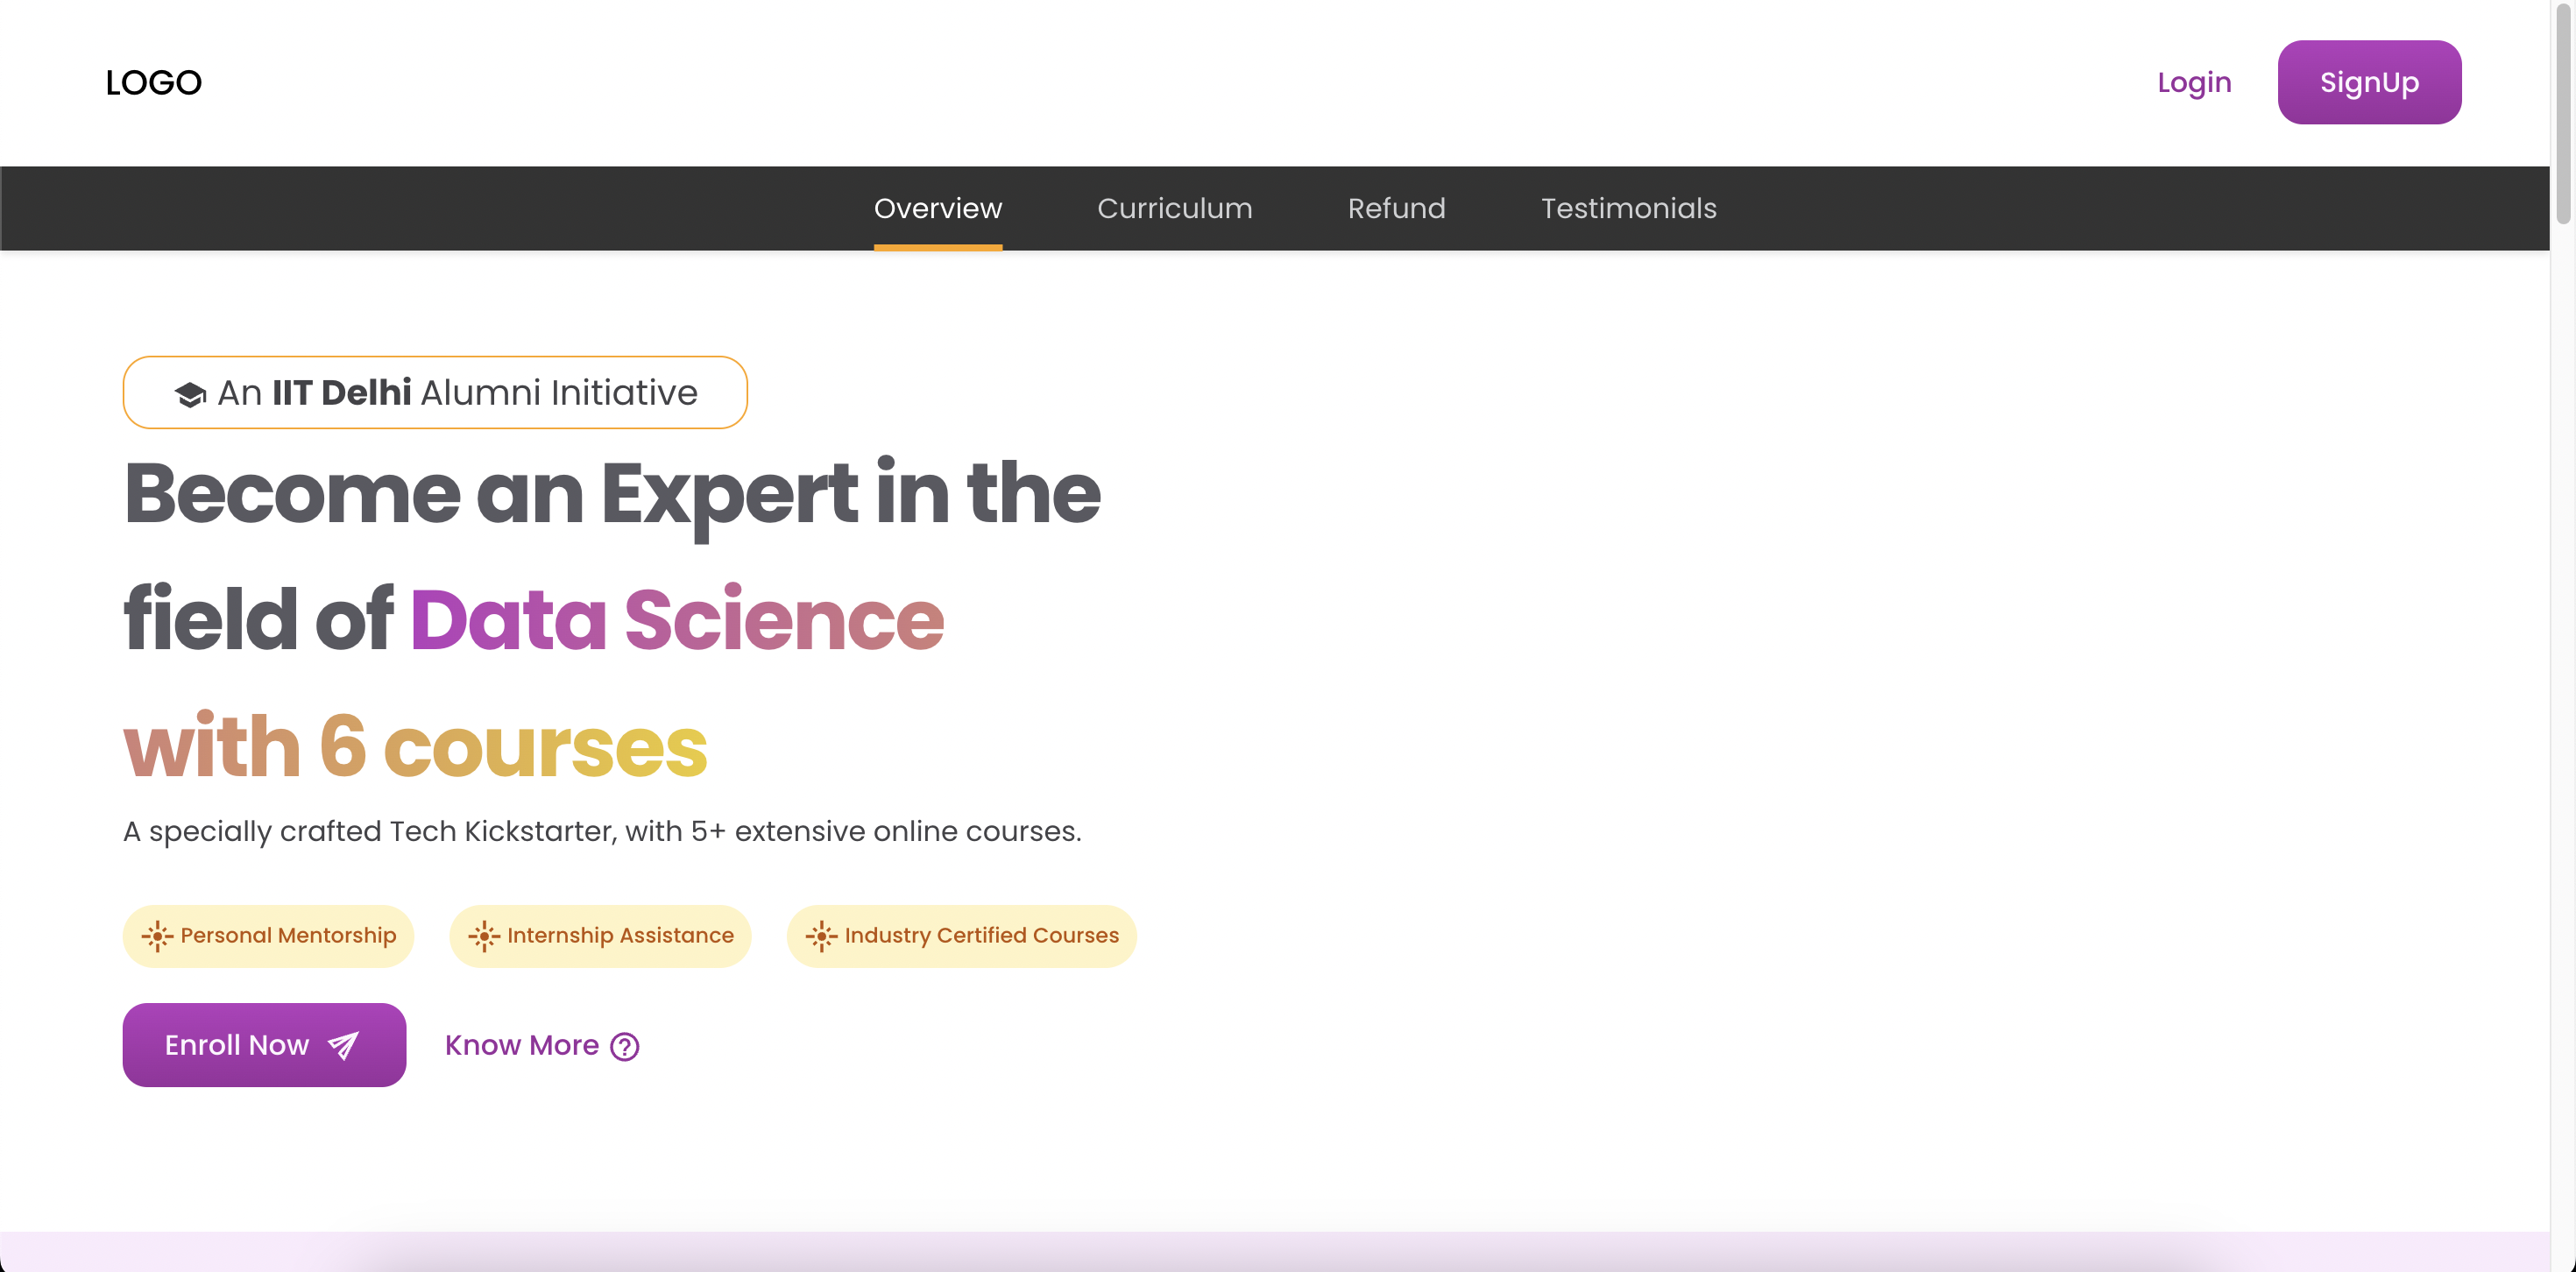 LOGO
Login
SignUp
Overview
Curriculum
Refund
Testimonials
An IIT Delhi Alumni Initiative
Become an Expert in the
field of Data Science
with 6 courses
A specially crafted Tech Kickstarter, with 5+ extensive online courses.
Personal Mentorship
Internship Assistance
Industry Certified Courses
Enroll Now
Know More